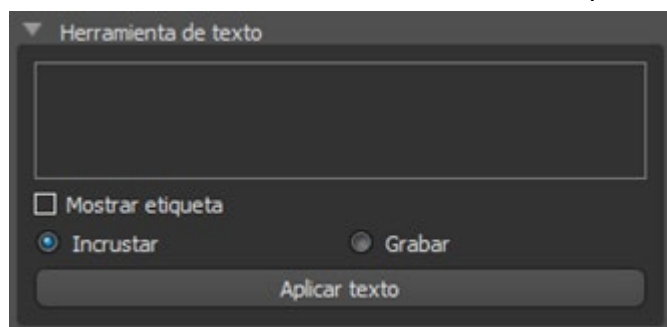 Herramienta de texto
Mostrar etiqueta
Incrustar Grabar
Aplicar texto